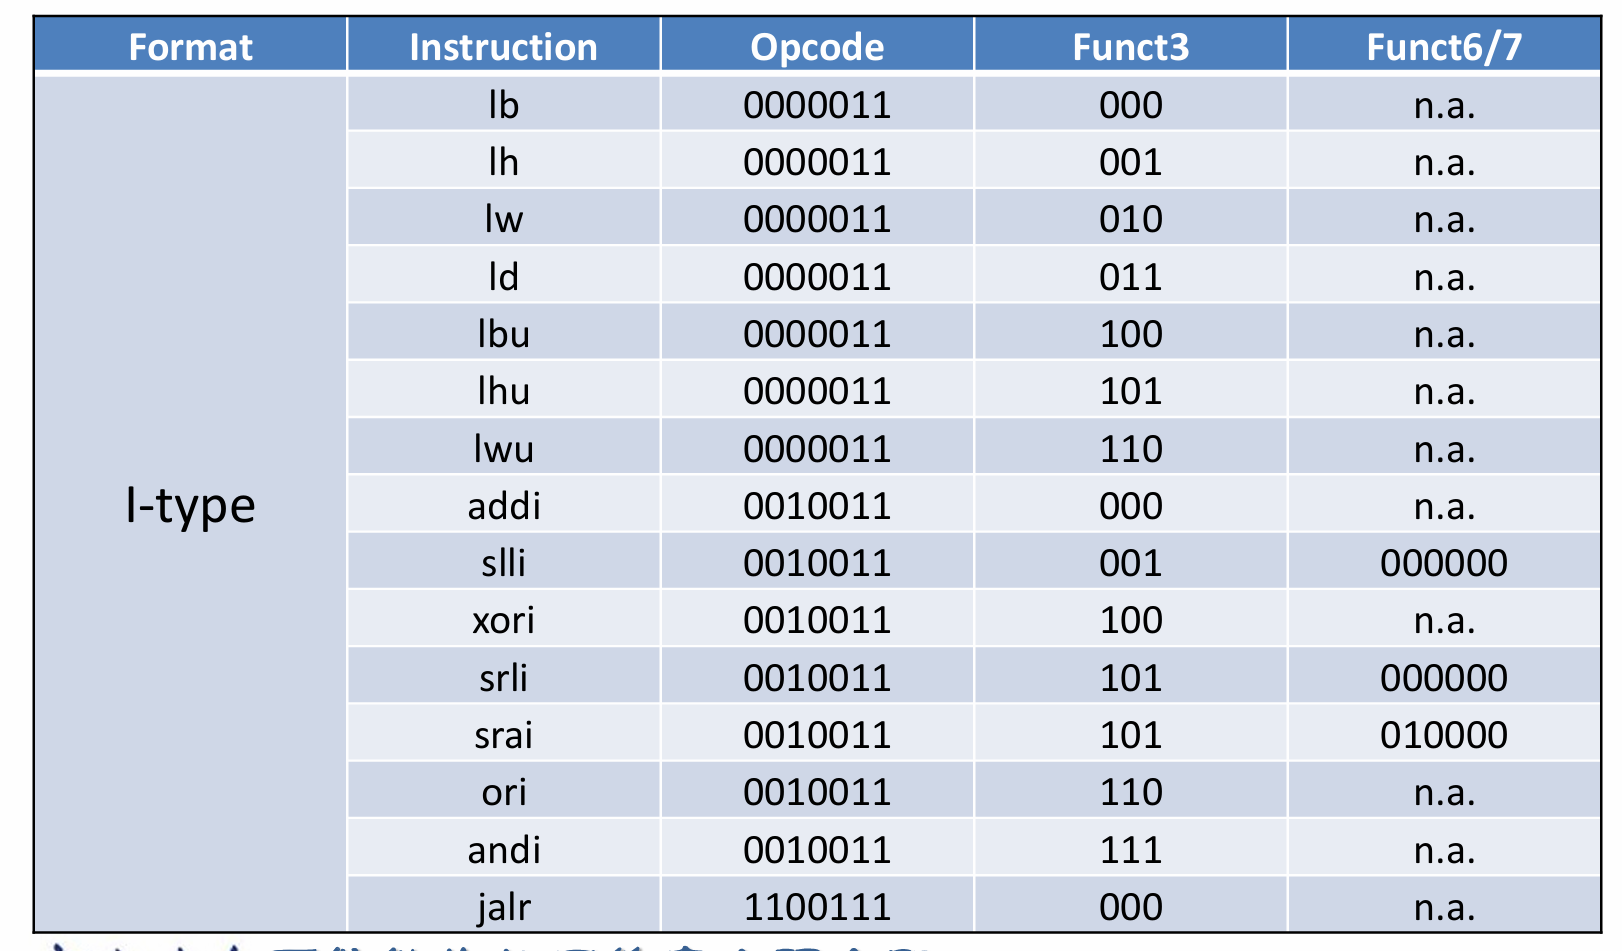 Format Instruction Opcode Funct3 Funct6/7
lb 0000011 000 n.a.
lh 0000011 001 n.a.
lw 0000011 010 n.a.
ld 0000011 011 n.a.
lbu 0000011 100 n.a.
lhu 0000011 101 n.a.
lwu 0000011 110 n.a.
I-type addi 0010011 000 n.a.
slli 0010011 001 000000
xori 0010011 100 n.a.
srli 0010011 101 000000
srai 0010011 101 010000
ori 0010011 110 n.a.
andi 0010011 111 n.a.
jalr 1100111 000 n.a.